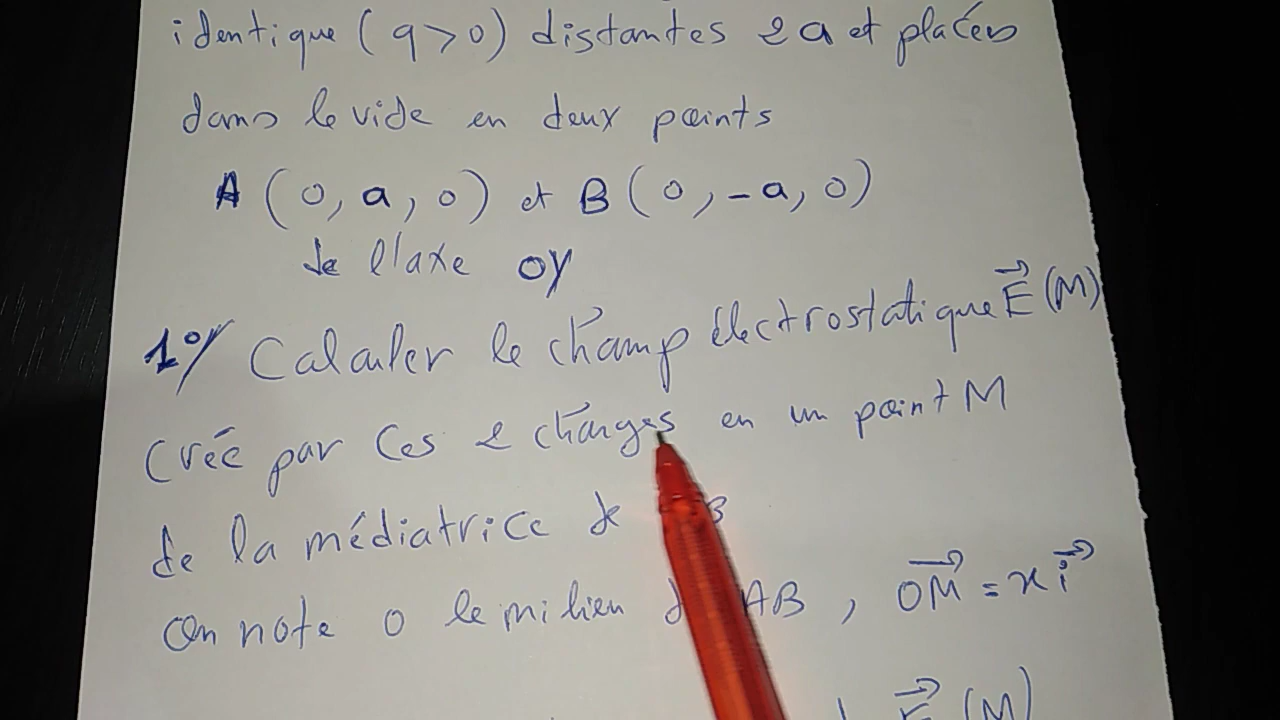 identique (q>0) distantes 2a et placées
dans le vide en deux points
A (0, a, 0) et B (0, -a, 0)
de l'axe oy
1°/ Calculer le champ électrostatique E⃗ (M)
Crée par Ces 2 charges en un point M
de la médiatrice de B
on note O le milieu d AB , OM⃗ = x i⃗
E⃗ (M)